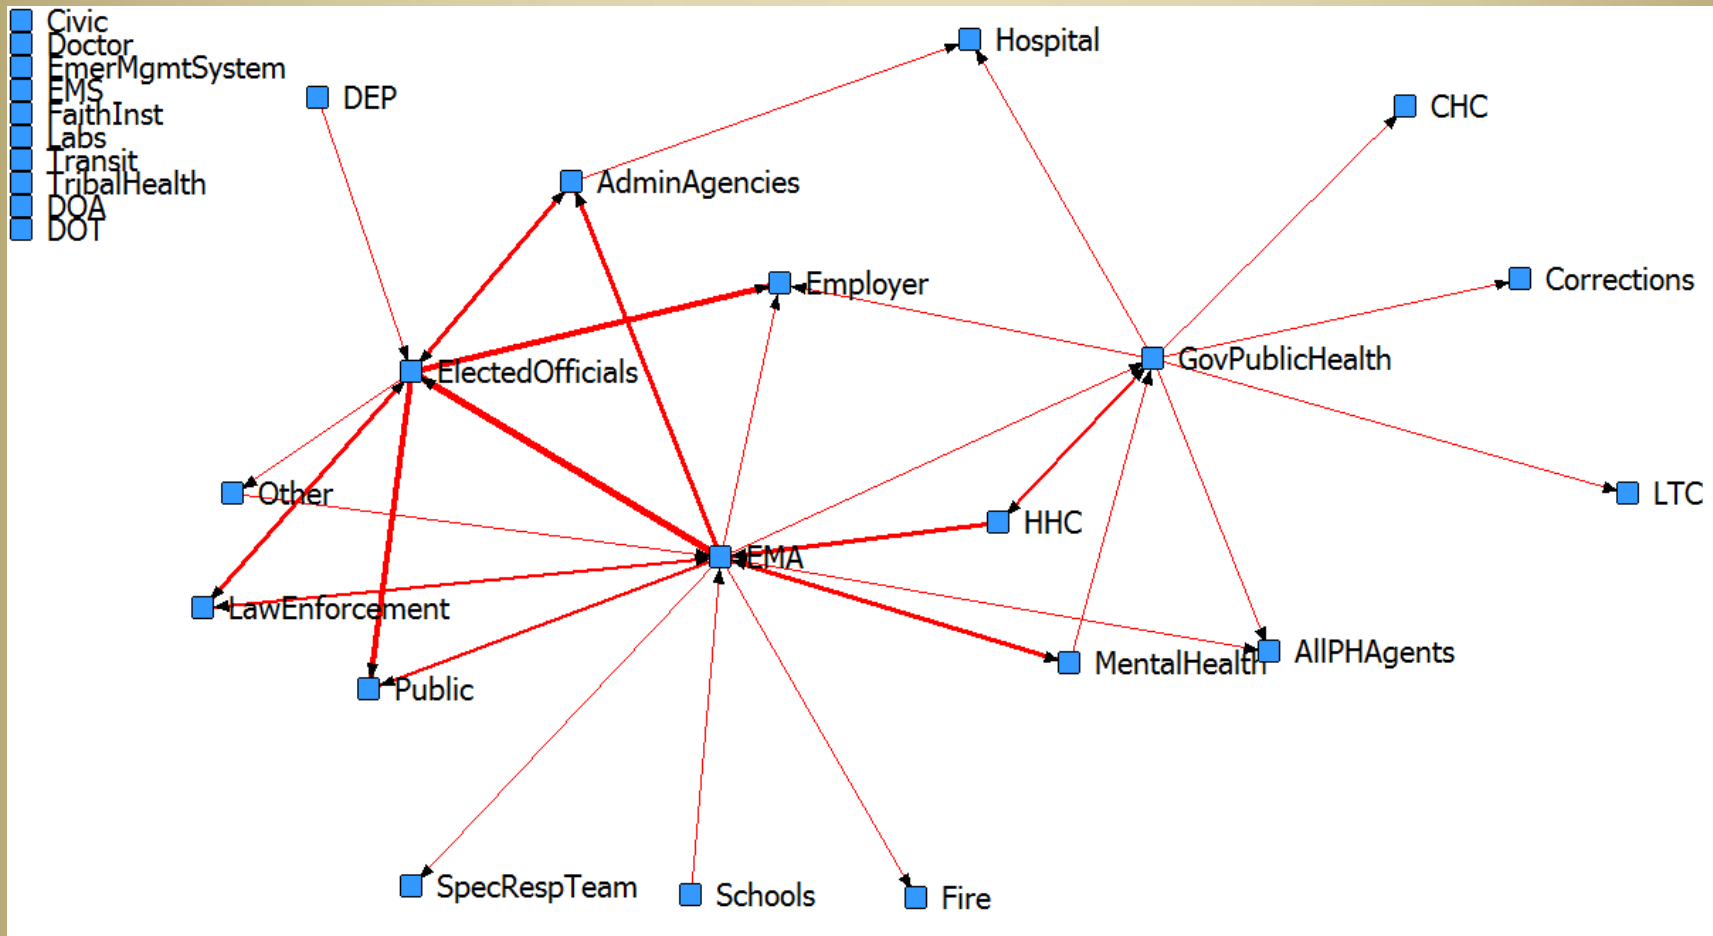 Civic
Doctor
EmerMgmtSystem
EMS
FaithInst
Labs
Transit
TribalHealth
DOA
DOT
Hospital
DEP
CHC
AdminAgencies
Employer
Corrections
ElectedOfficials
GovPublicHealth
Other
LTC
HHC
EMA
LawEnforcement
Public
MentalHealth
AllPHAgents
SpecRespTeam
Schools
Fire